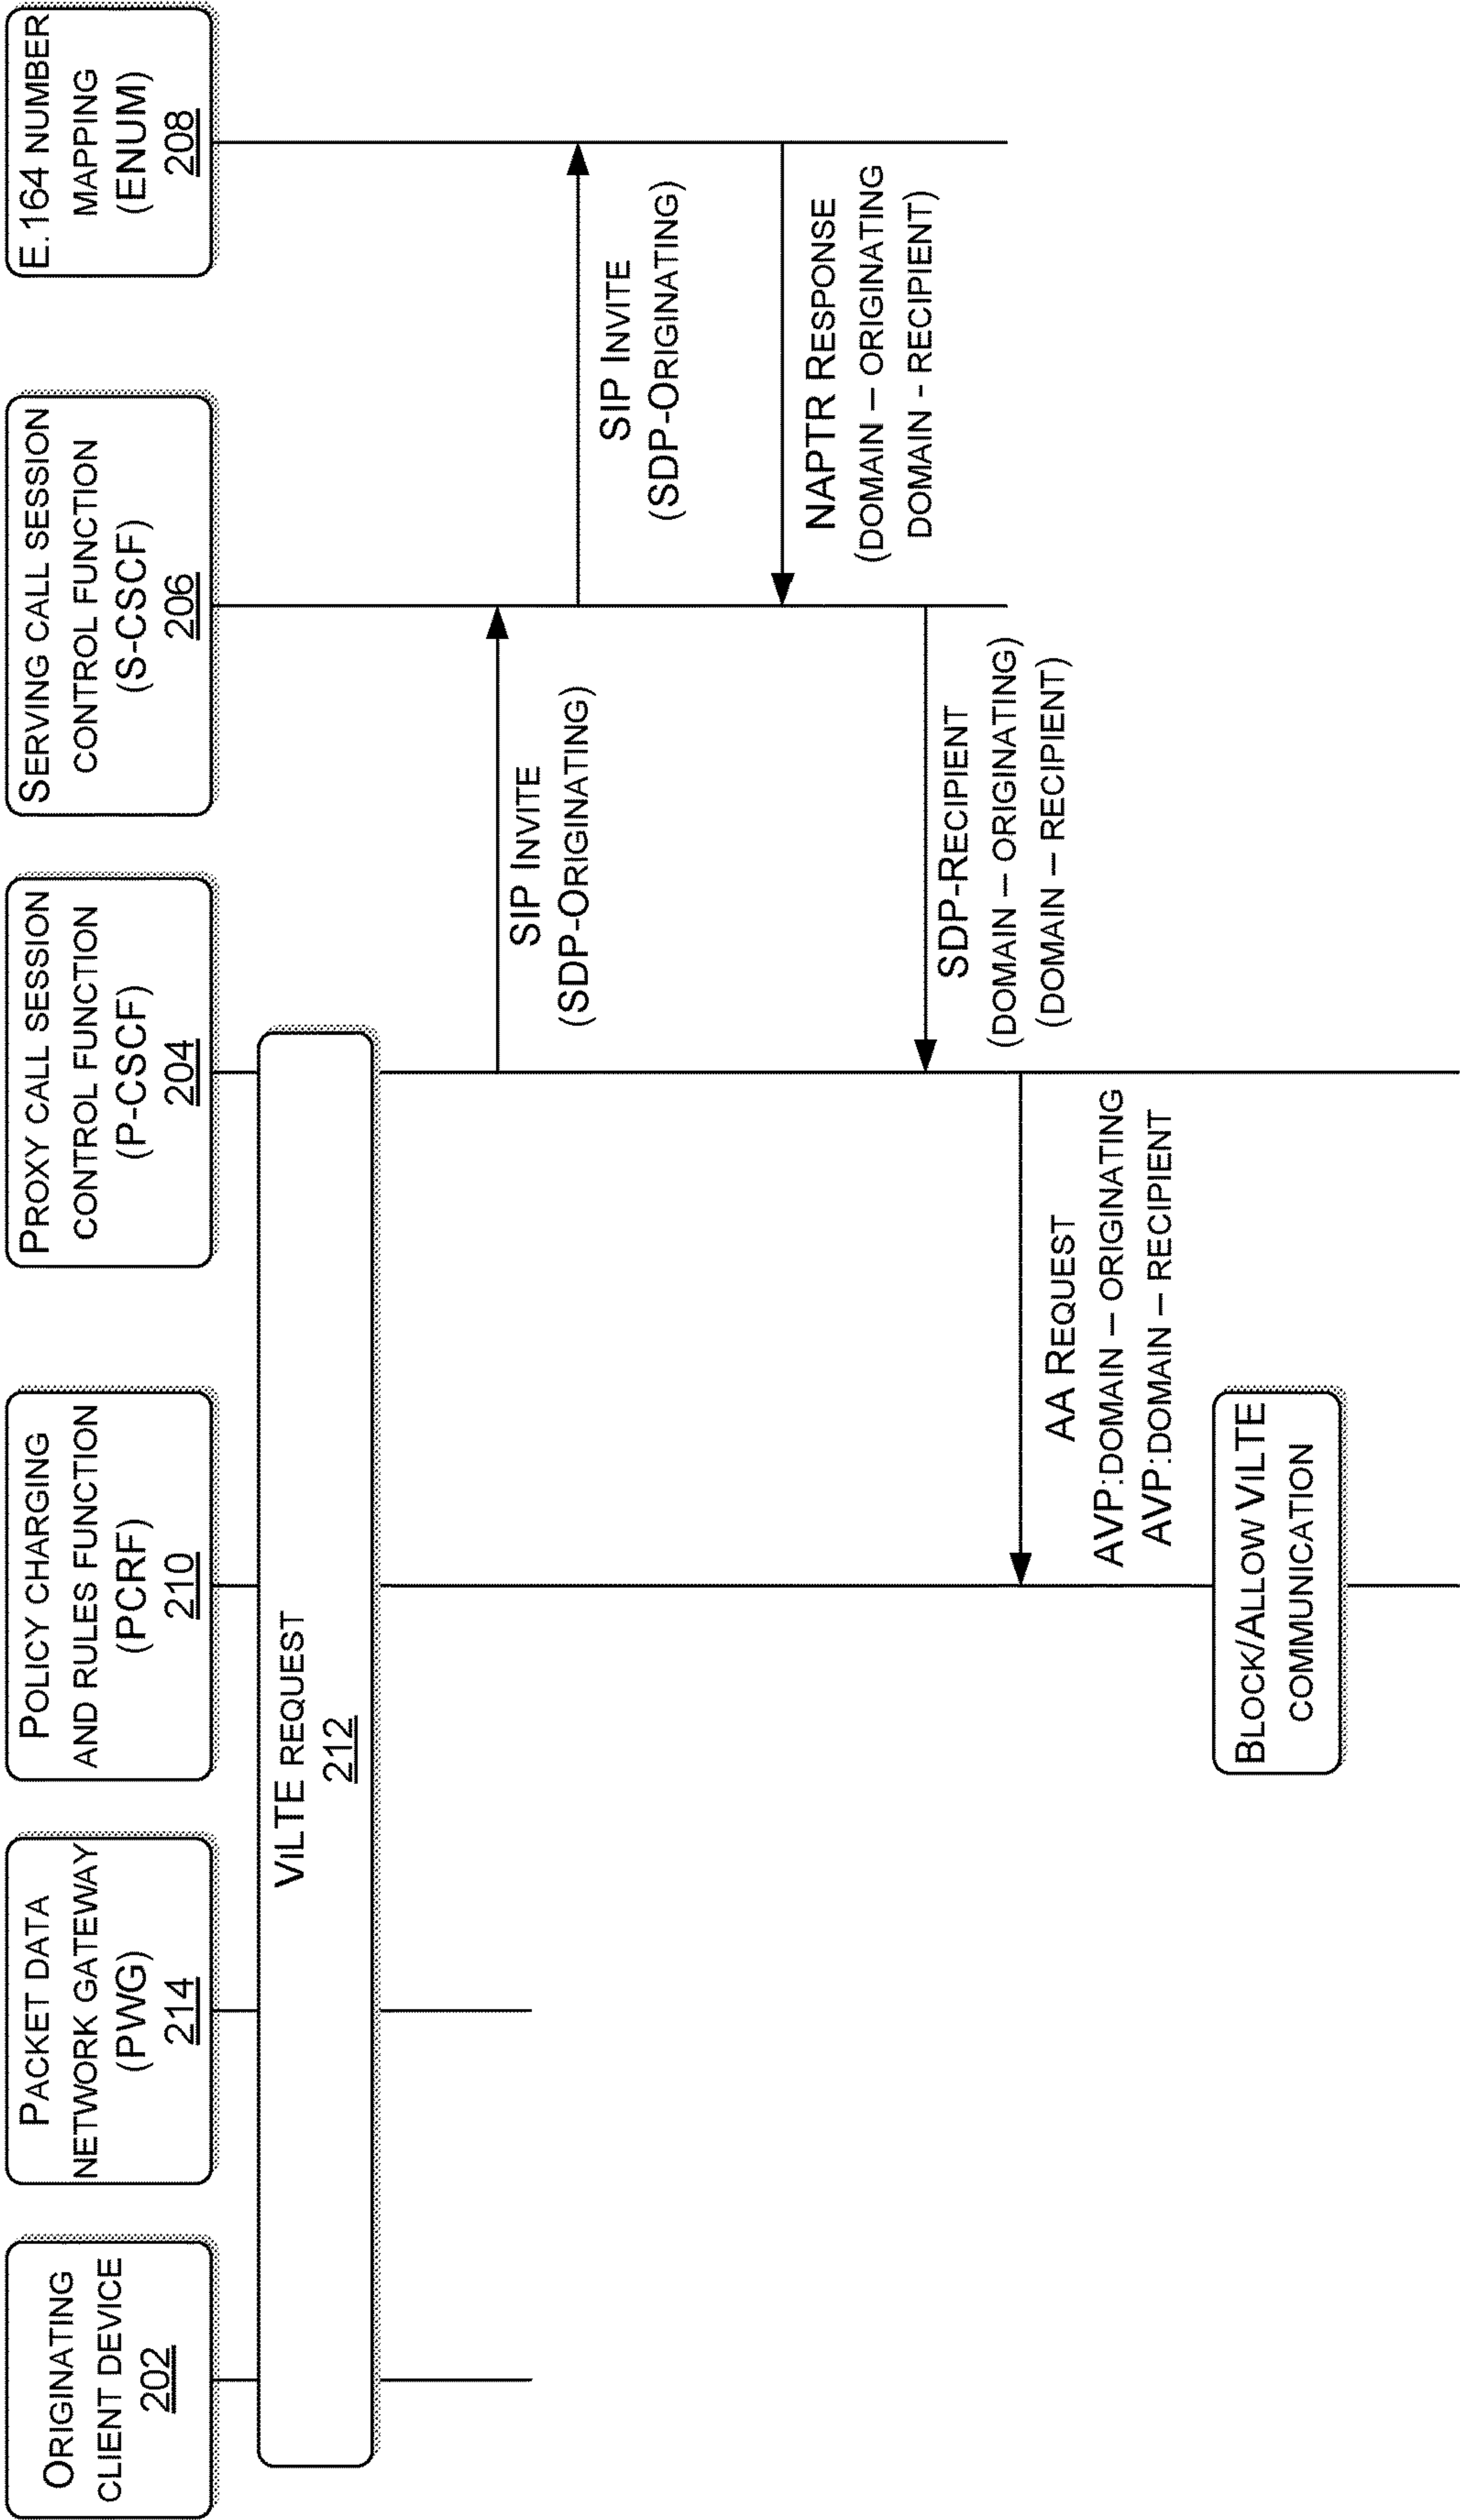 ORIGINATING
CLIENT DEVICE
202
PACKET DATA
NETWORK GATEWAY
(PWG)
214
POLICY CHARGING
AND RULES FUNCTION
(PCRF)
210
PROXY CALL SESSION
CONTROL FUNCTION
(P-CSCF)
204
SERVING CALL SESSION
CONTROL FUNCTION
(S-CSCF)
206
E.164 NUMBER
MAPPING
(ENUM)
208
VILTE REQUEST
212
SIP INVITE
(SDP-ORIGINATING)
SIP INVITE
(SDP-ORIGINATING)
NAPTR RESPONSE
(DOMAIN – ORIGINATING
DOMAIN - RECIPIENT)
SDP-RECIPIENT
(DOMAIN – ORIGINATING)
(DOMAIN – RECIPIENT)
AA REQUEST
AVP:DOMAIN – ORIGINATING
AVP:DOMAIN – RECIPIENT
BLOCK/ALLOW VILTE
COMMUNICATION